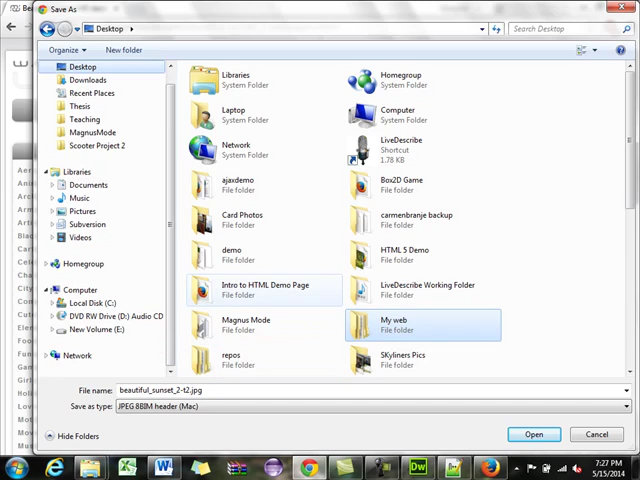 Be
Save As
Desktop
Search Desktop
Organize
New folder
Desktop
Downloads
Recent Places
Thesis
Teaching
MagnusMode
Scooter Project 2
Libraries
Documents
Music
Pictures
Subversion
Videos
Homegroup
Computer
Local Disk (C:)
DVD RW Drive (D:) Audio CD
New Volume (E:)
Network
Libraries
System Folder
Homegroup
System Folder
Laptop
System Folder
Computer
System Folder
Network
System Folder
LiveDescribe
Shortcut
1.78 KB
ajaxdemo
File folder
Box2D Game
File folder
Card Photos
File folder
carmenbranje backup
File folder
demo
File folder
HTML 5 Demo
File folder
Intro to HTML Demo Page
File folder
LiveDescribe Working Folder
File folder
Magnus Mode
File folder
My web
File folder
repos
File folder
SKyliners Pics
File folder
File name:
beautiful_sunset_2-t2.jpg
Save as type:
JPEG 8BIM header (Mac)
Hide Folders
Open
Cancel
Dw
7:27 PM
5/15/2014